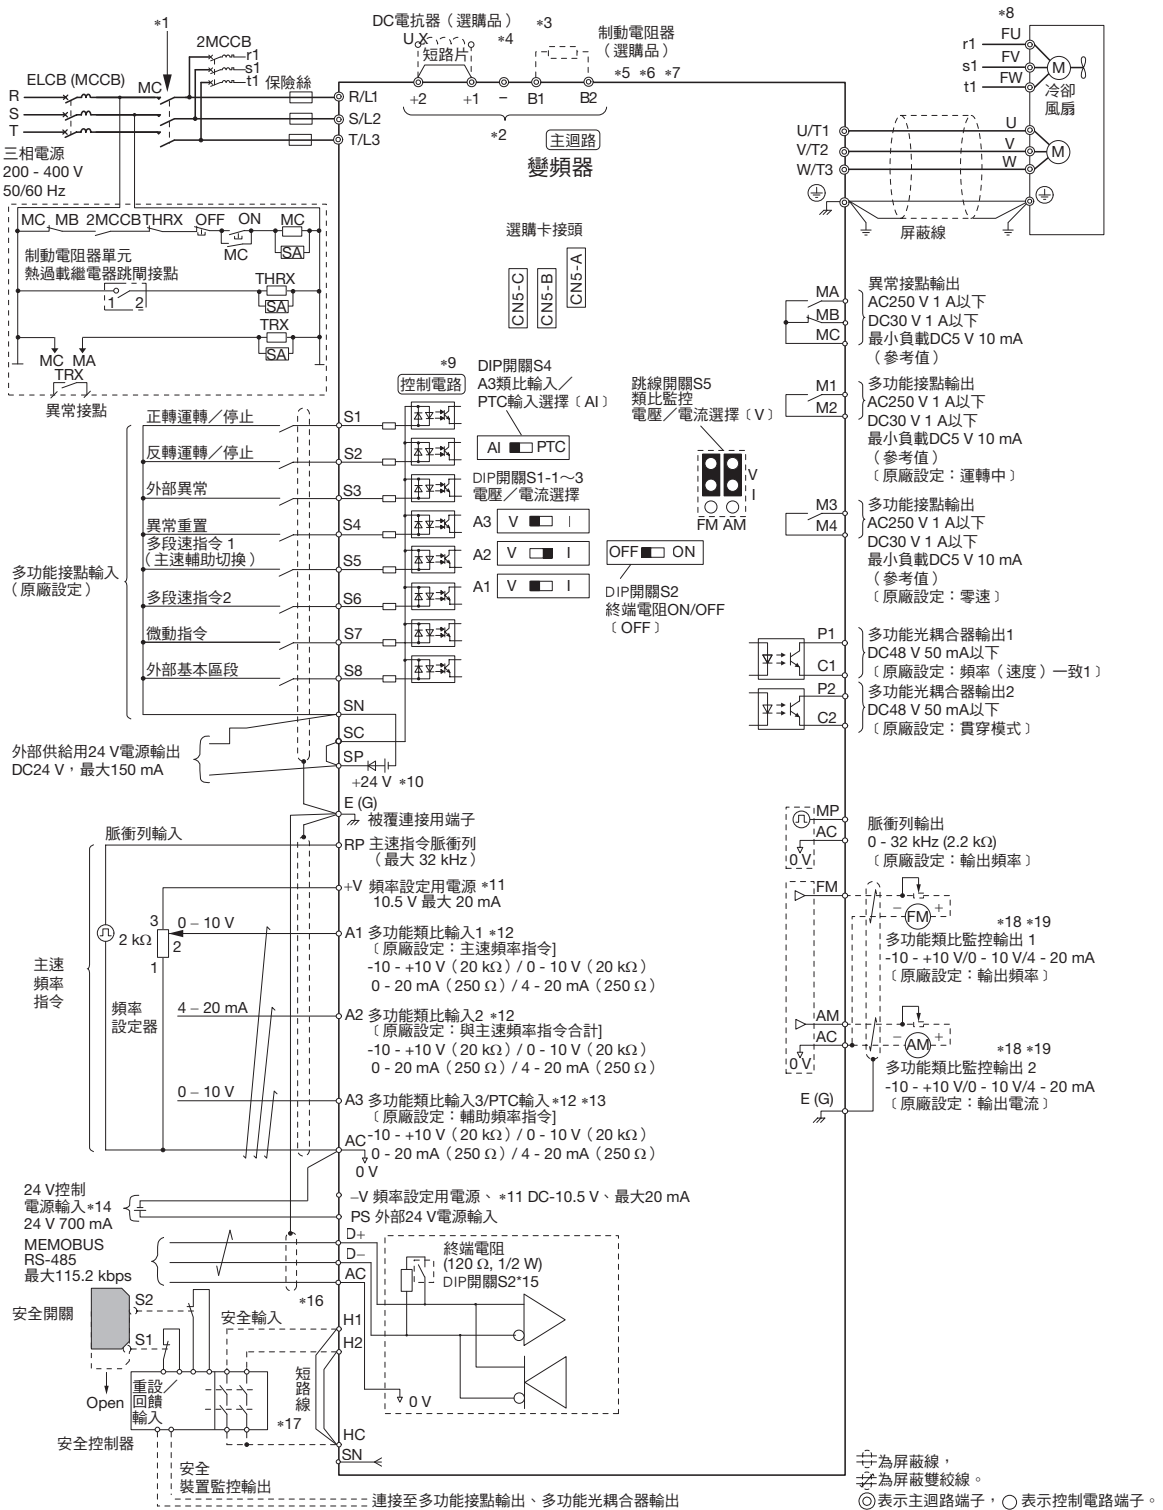 *1
2MCCB
r1
s1
t1
ELCB (MCCB)
MC
保險絲
R
S
T
三相電源
200 - 400 V
50/60 Hz
DC電抗器（選購品）
U X
短路片
*4
*3
制動電阻器
（選購品）
*5 *6 *7
+2
+1
−
B1
B2
*2
主迴路
變頻器
R/L1
S/L2
T/L3
*8
r1
FU
s1
FV
t1
FW
M
冷卻
風扇
U/T1
U
V/T2
V
W/T3
W
M
屏蔽線
MC
MB
2MCCB
THRX
OFF
ON
MC
MC
SA
制動電阻器單元
熱過載繼電器跳閘接點
1
2
THRX
SA
TRX
SA
MC
MA
TRX
異常接點
選購卡接頭
CN5-C
CN5-B
CN5-A
MA
MB
MC
異常接點輸出
AC250 V 1 A以下
DC30 V 1 A以下
最小負載DC5 V 10 mA
（參考值）
M1
M2
多功能接點輸出
AC250 V 1 A以下
DC30 V 1 A以下
最小負載DC5 V 10 mA
（參考值）
〔原廠設定：運轉中〕
M3
M4
多功能接點輸出
AC250 V 1 A以下
DC30 V 1 A以下
最小負載DC5 V 10 mA
（參考值）
〔原廠設定：零速〕
*9
控制電路
DIP開關S4
A3類比輸入／
PTC輸入選擇〔AI〕
AI
PTC
DIP開關S1-1～3
電壓／電流選擇
A3
V
I
A2
V
I
A1
V
I
跳線開關S5
類比監控
電壓／電流選擇〔V〕
V
I
FM AM
OFF
ON
DIP開關S2
終端電阻ON/OFF
〔OFF〕
多功能接點輸入
（原廠設定）
正轉運轉／停止
S1
反轉運轉／停止
S2
外部異常
S3
異常重置
S4
多段速指令 1
（主速輔助切換）
S5
多段速指令2
S6
微動指令
S7
外部基本區段
S8
SN
SC
SP
+24 V *10
外部供給用24 V電源輸出
DC24 V，最大150 mA
P1
C1
多功能光耦合器輸出1
DC48 V 50 mA以下
〔原廠設定：頻率（速度）一致1〕
P2
C2
多功能光耦合器輸出2
DC48 V 50 mA以下
〔原廠設定：貫穿模式〕
E (G)
被覆連接用端子
脈衝列輸入
RP 主速指令脈衝列
（最大 32 kHz）
+V 頻率設定用電源 *11
10.5 V 最大 20 mA
主速
頻率
指令
2 kΩ
3
2
1
0 – 10 V
頻率
設定器
A1 多功能類比輸入1 *12
〔原廠設定：主速頻率指令]
-10 - +10 V（20 kΩ）/ 0 - 10 V（20 kΩ）
0 - 20 mA（250 Ω）/ 4 - 20 mA（250 Ω）
4 – 20 mA
A2 多功能類比輸入2 *12
〔原廠設定：與主速頻率指令合計]
-10 - +10 V（20 kΩ）/ 0 - 10 V（20 kΩ）
0 - 20 mA（250 Ω）/ 4 - 20 mA（250 Ω）
0 – 10 V
A3 多功能類比輸入3/PTC輸入*12 *13
〔原廠設定：輔助頻率指令]
-10 - +10 V（20 kΩ）/ 0 - 10 V（20 kΩ）
0 - 20 mA（250 Ω）/ 4 - 20 mA（250 Ω）
AC
0 V
MP
AC
0 V
脈衝列輸出
0 - 32 kHz (2.2 kΩ)
〔原廠設定：輸出頻率〕
FM
−
+
FM
*18 *19
多功能類比監控輸出 1
-10 - +10 V/0 - 10 V/4 - 20 mA
〔原廠設定：輸出頻率〕
AM
AC
0 V
−
+
AM
*18 *19
多功能類比監控輸出 2
-10 - +10 V/0 - 10 V/4 - 20 mA
〔原廠設定：輸出電流〕
E (G)
24 V控制
電源輸入*14
24 V 700 mA
−V 頻率設定用電源、*11 DC-10.5 V、最大20 mA
PS 外部24 V電源輸入
MEMOBUS
RS-485
最大115.2 kbps
D+
D−
AC
*16
終端電阻
(120 Ω, 1/2 W)
DIP開關S2*15
0 V
安全開關
S2
S1
Open
安全輸入
H1
H2
短路線
重設／
回饋
輸入
*17
HC
SN
安全控制器
安全
裝置監控輸出
連接至多功能接點輸出、多功能光耦合器輸出
為屏蔽線，
為屏蔽雙絞線。
◎表示主迴路端子，○ 表示控制電路端子。